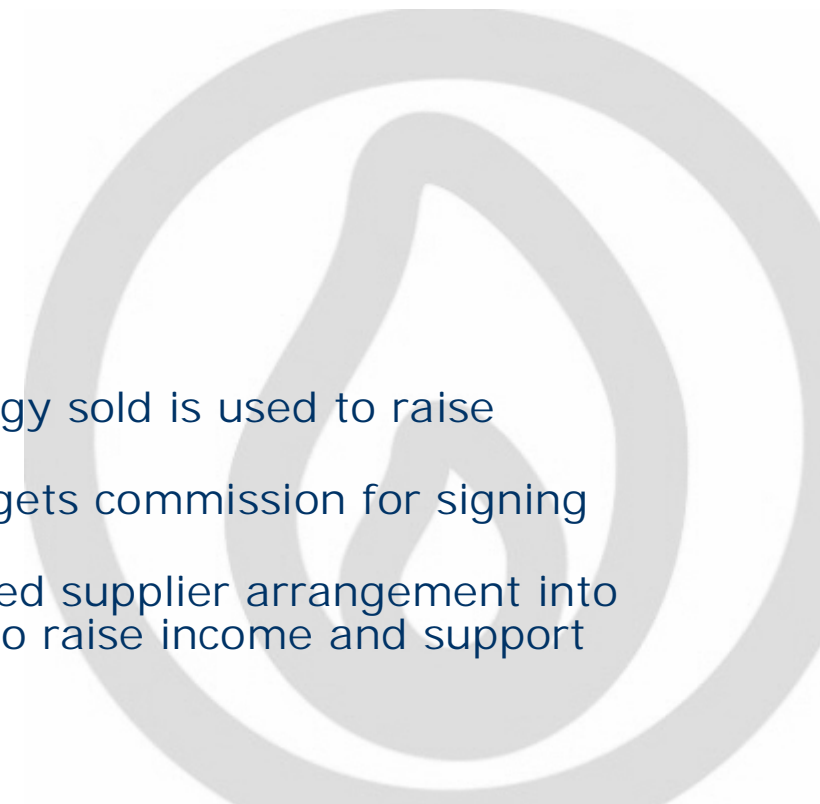 gy sold is used to raise
gets commission for signing
ed supplier arrangement into
o raise income and support